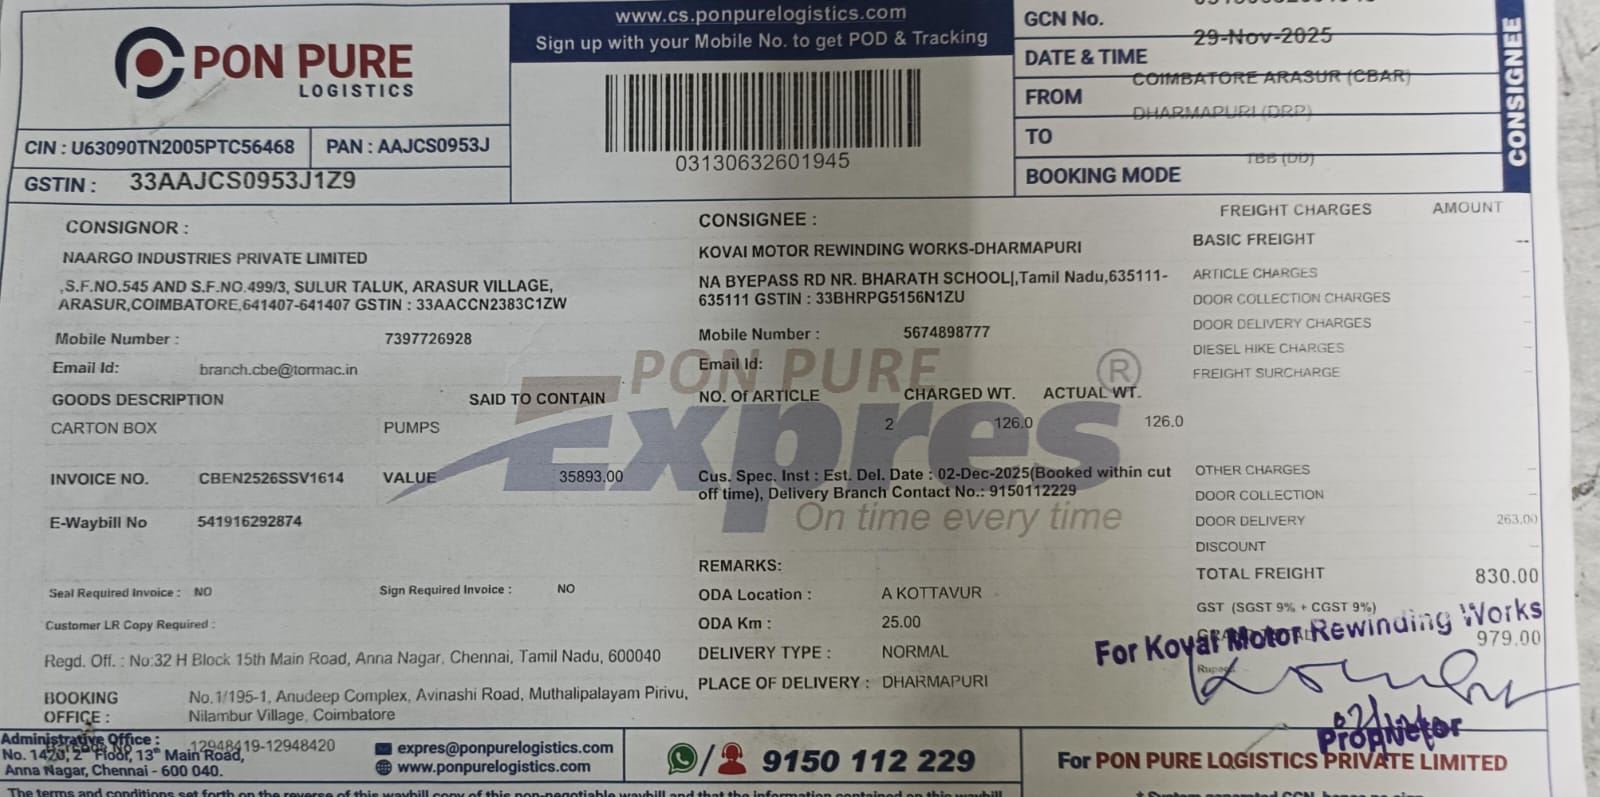 PON PURE
LOGISTICS
CIN : U63090TN2005PTC56468
PAN : AAJCS0953J
GSTIN : 33AAJCS0953J1Z9
www.cs.ponpurelogistics.com
Sign up with your Mobile No. to get POD & Tracking
03130632601945
GCN No.
DATE & TIME 29-Nov-2025
FROM COIMBATORE ARASUR (CBAR)
TO DHARMAPURI (DRP)
BOOKING MODE TBB (DD)
CONSIGNEE
CONSIGNOR :
NAARGO INDUSTRIES PRIVATE LIMITED
,S.F.NO.545 AND S.F.NO.499/3, SULUR TALUK, ARASUR VILLAGE,
ARASUR,COIMBATORE,641407-641407 GSTIN : 33AACCN2383C1ZW
Mobile Number : 7397726928
Email Id: branch.cbe@tormac.in
GOODS DESCRIPTION SAID TO CONTAIN
CARTON BOX PUMPS
INVOICE NO. CBEN2526SSV1614 VALUE 35893.00
E-Waybill No 541916292874
Seal Required Invoice : NO Sign Required Invoice : NO
Customer LR Copy Required :
Regd. Off. : No:32 H Block 15th Main Road, Anna Nagar, Chennai, Tamil Nadu, 600040
BOOKING OFFICE : No.1/195-1, Anudeep Complex, Avinashi Road, Muthalipalayam Pirivu,
Nilambur Village, Coimbatore
CONSIGNEE :
KOVAI MOTOR REWINDING WORKS-DHARMAPURI
NA BYEPASS RD NR. BHARATH SCHOOL|,Tamil Nadu,635111-
635111 GSTIN : 33BHRPG5156N1ZU
Mobile Number : 5674898777
Email Id:
PON PURE
Expres
On time every time
NO. Of ARTICLE CHARGED WT. ACTUAL WT.
2 126.0 126.0
Cus. Spec. Inst : Est. Del. Date : 02-Dec-2025(Booked within cut
off time), Delivery Branch Contact No.: 9150112229
REMARKS:
ODA Location : A KOTTAVUR
ODA Km : 25.00
DELIVERY TYPE : NORMAL
PLACE OF DELIVERY : DHARMAPURI
FREIGHT CHARGES AMOUNT
BASIC FREIGHT --
ARTICLE CHARGES
DOOR COLLECTION CHARGES
DOOR DELIVERY CHARGES
DIESEL HIKE CHARGES
FREIGHT SURCHARGE
OTHER CHARGES
DOOR COLLECTION
DOOR DELIVERY 263.00
DISCOUNT
TOTAL FREIGHT 830.00
GST (SGST 9% + CGST 9%)
979.00
For Kovai Motor Rewinding Works
Proprietor
Administrative Office :
No. 1420, 2nd Floor, 13th Main Road,
Anna Nagar, Chennai - 600 040.
12948419-12948420
expres@ponpurelogistics.com
www.ponpurelogistics.com
9150 112 229
For PON PURE LOGISTICS PRIVATE LIMITED